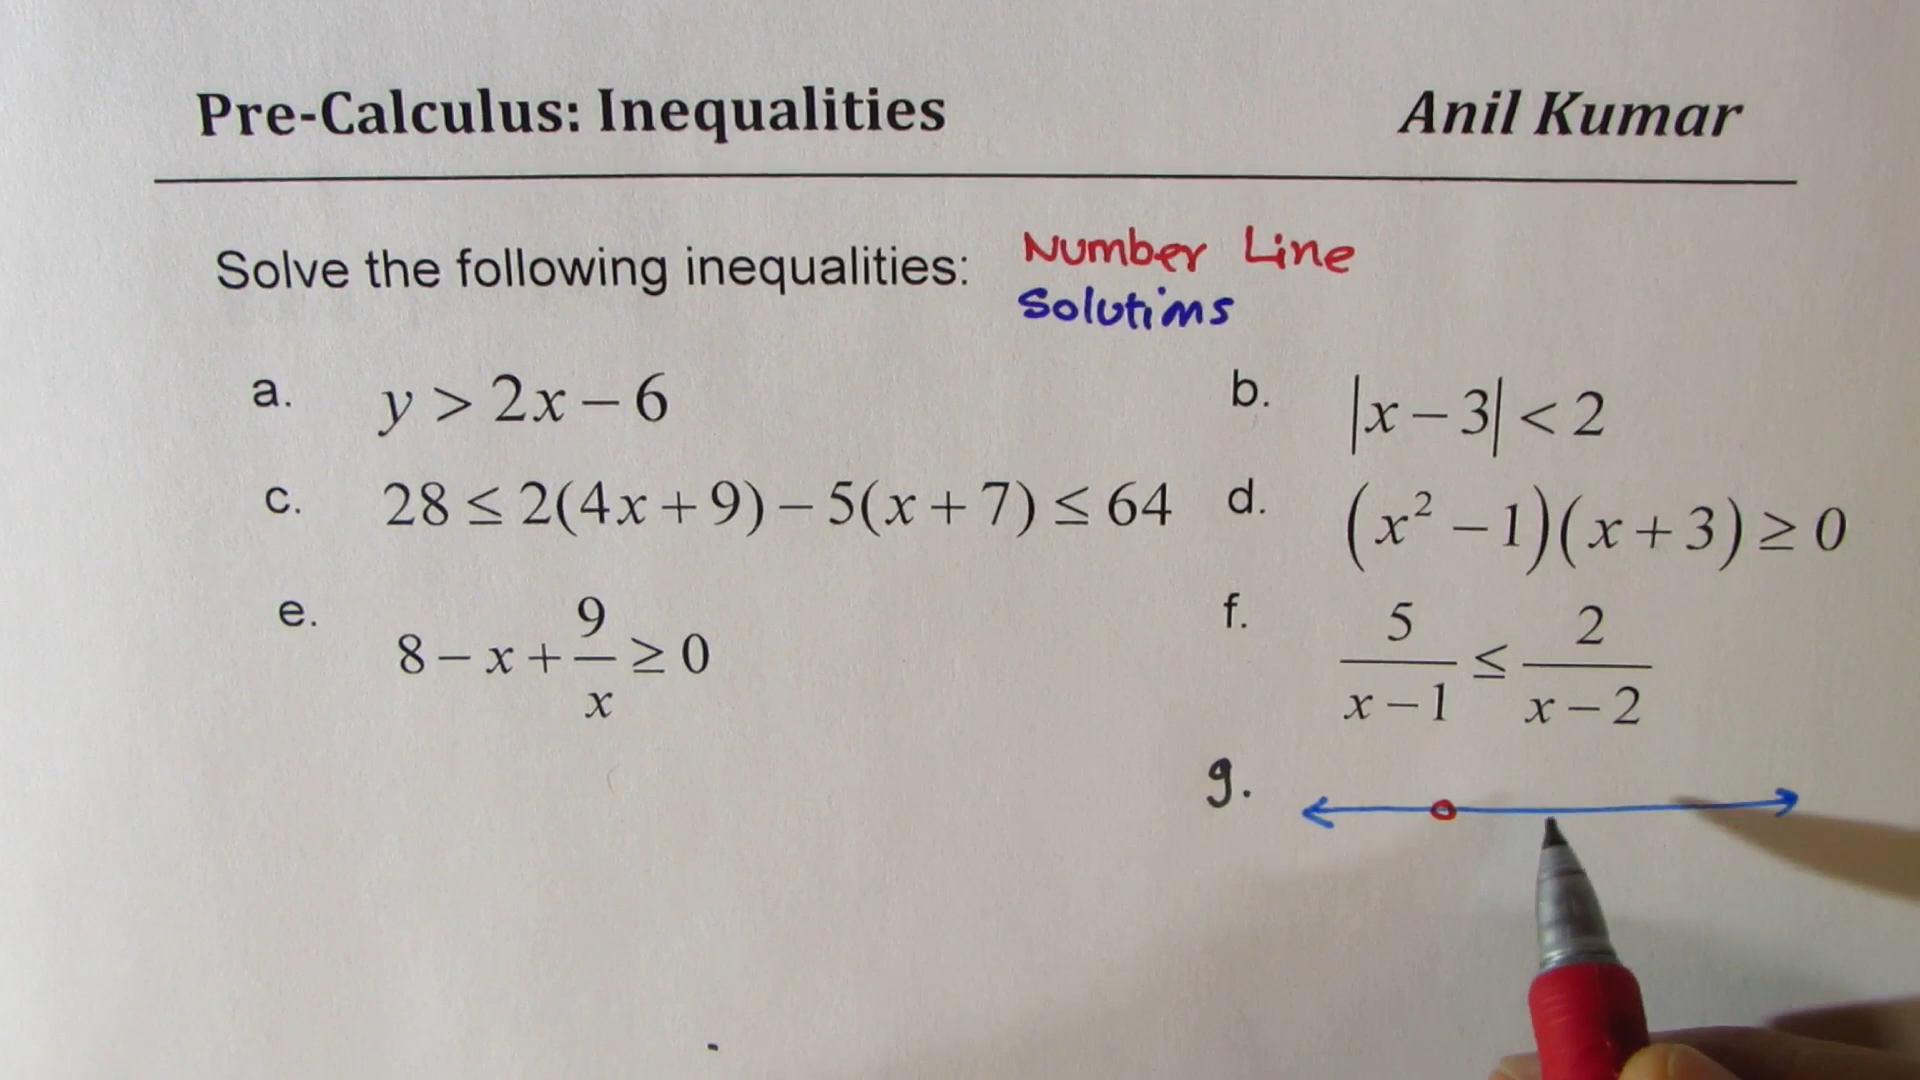 Pre-Calculus: Inequalities Anil Kumar
Solve the following inequalities: Number Line
Solutions
a. y > 2x − 6 b. |x − 3| < 2
c. 28 ≤ 2(4x + 9) − 5(x + 7) ≤ 64 d. (x² − 1)(x + 3) ≥ 0
e. 8 − x + 9/x ≥ 0 f. 5/(x − 1) ≤ 2/(x − 2)
g.